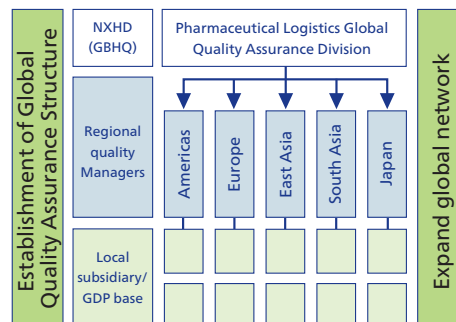 Establishment of Global
Quality Assurance Structure
NXHD
(GBHQ)
Pharmaceutical Logistics Global
Quality Assurance Division
Regional
quality
Managers
Americas
Europe
East Asia
South Asia
Japan
Local
subsidiary/
GDP base
Expand global network